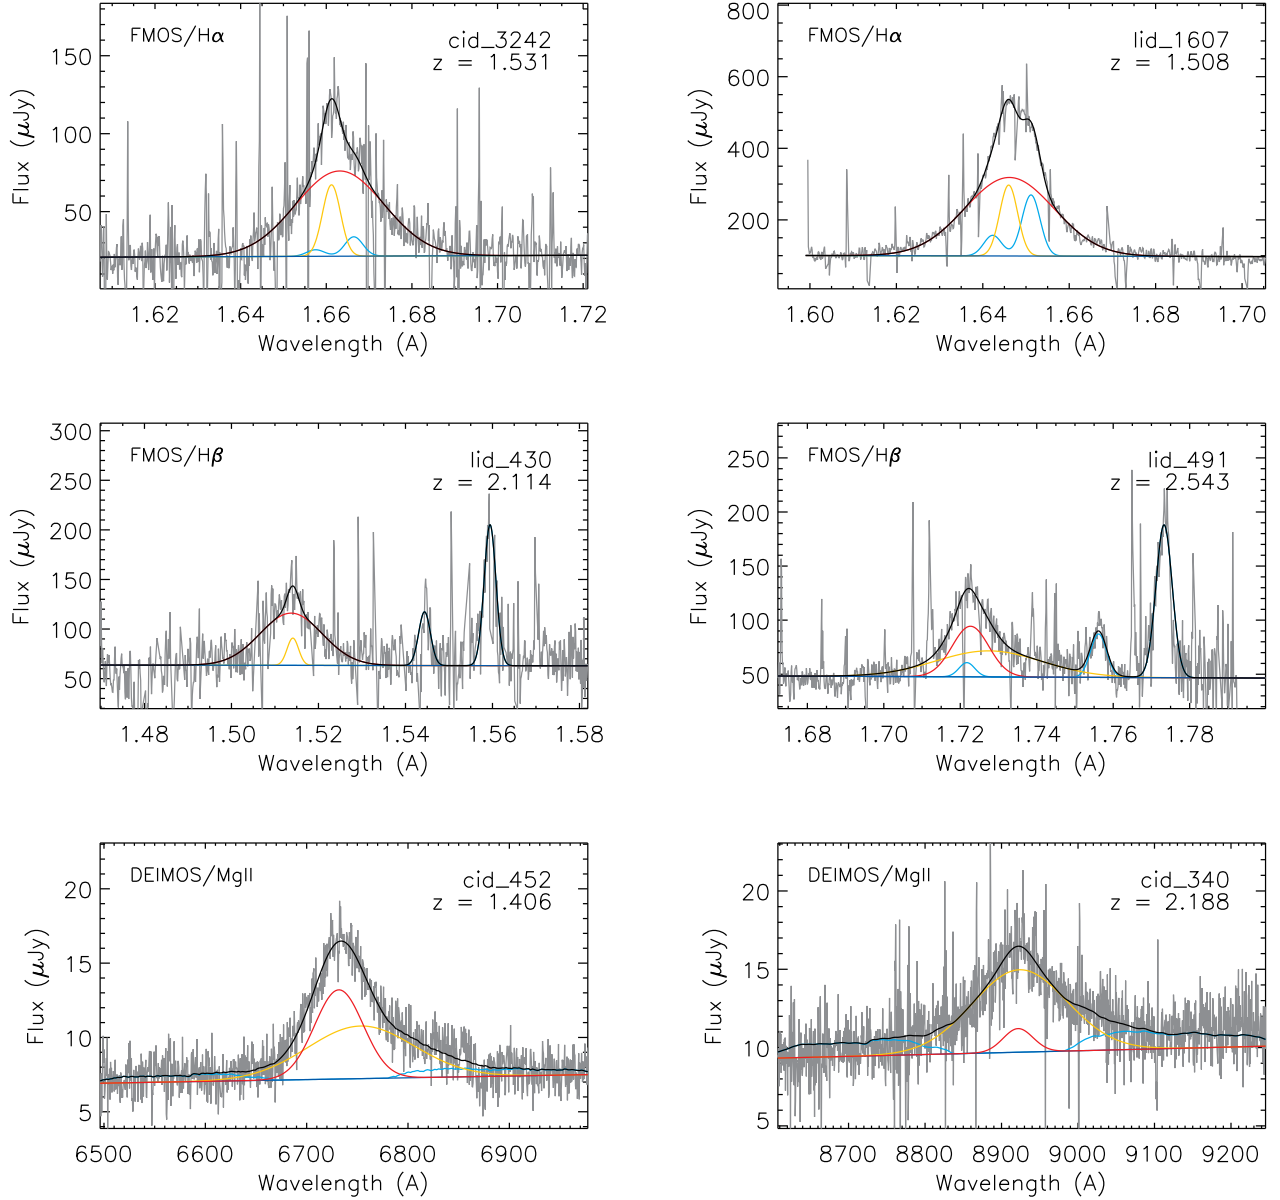 FMOS/Hα
cid_3242
z = 1.531
150
100
50
Flux (μJy)
1.62 1.64 1.66 1.68 1.70 1.72
Wavelength (A)
FMOS/Hα
lid_1607
z = 1.508
800
600
400
200
Flux (μJy)
1.60 1.62 1.64 1.66 1.68 1.70
Wavelength (A)
FMOS/Hβ
lid_430
z = 2.114
300
250
200
150
100
50
Flux (μJy)
1.48 1.50 1.52 1.54 1.56 1.58
Wavelength (A)
FMOS/Hβ
lid_491
z = 2.543
250
200
150
100
50
Flux (μJy)
1.68 1.70 1.72 1.74 1.76 1.78
Wavelength (A)
DEIMOS/MgII
cid_452
z = 1.406
20
15
10
5
Flux (μJy)
6500 6600 6700 6800 6900
Wavelength (A)
DEIMOS/MgII
cid_340
z = 2.188
20
15
10
5
Flux (μJy)
8700 8800 8900 9000 9100 9200
Wavelength (A)